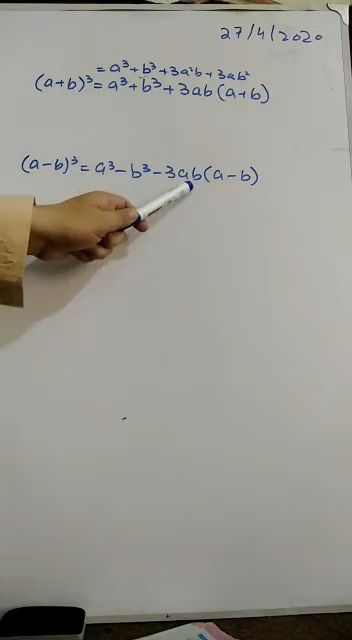 27/4/2020
= a³ + b³ + 3a²b + 3ab²
(a+b)³ = a³ + b³ + 3ab(a+b)
(a-b)³ = a³ - b³ - 3ab(a-b)